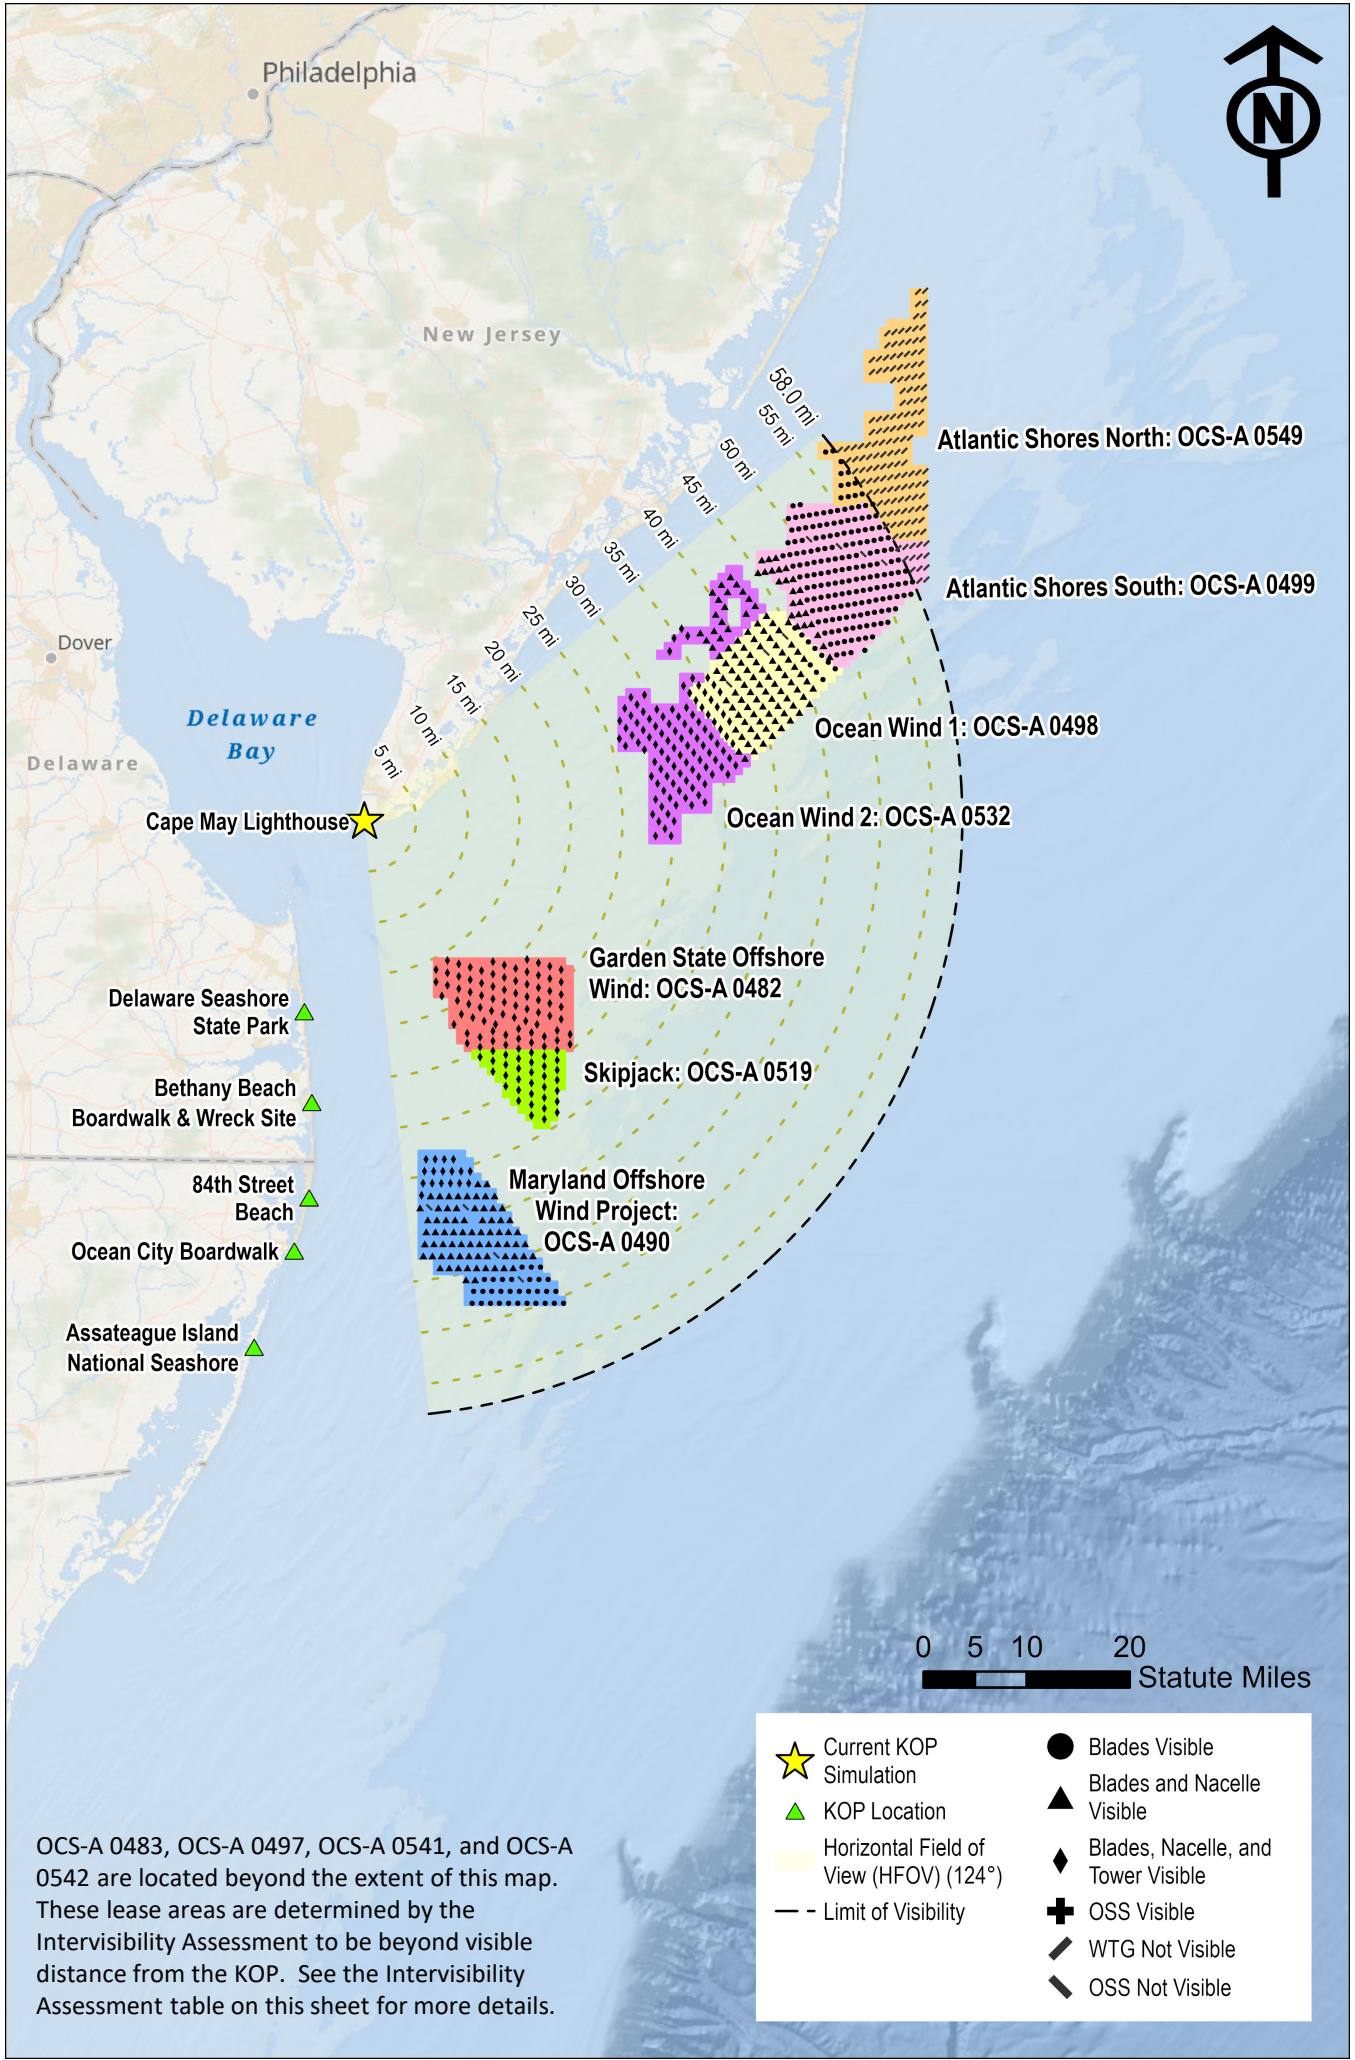 Philadelphia
N
New Jersey
58.0 mi
55 mi
50 mi
45 mi
40 mi
35 mi
30 mi
25 mi
20 mi
15 mi
10 mi
5 mi
Atlantic Shores North: OCS-A 0549
Atlantic Shores South: OCS-A 0499
Dover
Delaware
Bay
Delaware
Ocean Wind 1: OCS-A 0498
Ocean Wind 2: OCS-A 0532
Cape May Lighthouse
Garden State Offshore
Wind: OCS-A 0482
Delaware Seashore
State Park
Skipjack: OCS-A 0519
Bethany Beach
Boardwalk & Wreck Site
Maryland Offshore
Wind Project:
OCS-A 0490
84th Street
Beach
Ocean City Boardwalk
Assateague Island
National Seashore
0 5 10 20
Statute Miles
Current KOP
Simulation
KOP Location
Horizontal Field of
View (HFOV) (124°)
Limit of Visibility
Blades Visible
Blades and Nacelle
Visible
Blades, Nacelle, and
Tower Visible
OSS Visible
WTG Not Visible
OSS Not Visible
OCS-A 0483, OCS-A 0497, OCS-A 0541, and OCS-A
0542 are located beyond the extent of this map.
These lease areas are determined by the
Intervisibility Assessment to be beyond visible
distance from the KOP.  See the Intervisibility
Assessment table on this sheet for more details.